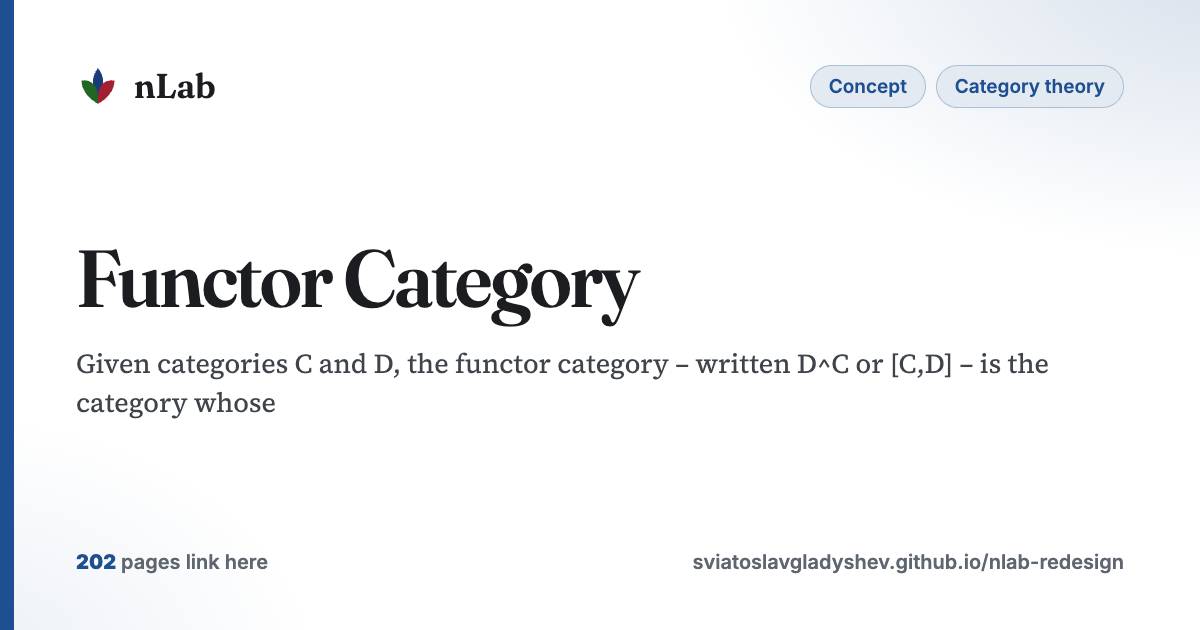 nLab
Concept
Category theory
Functor Category
Given categories C and D, the functor category – written D^C or [C,D] – is the
category whose
202 pages link here
sviatoslavgladyshev.github.io/nlab-redesign